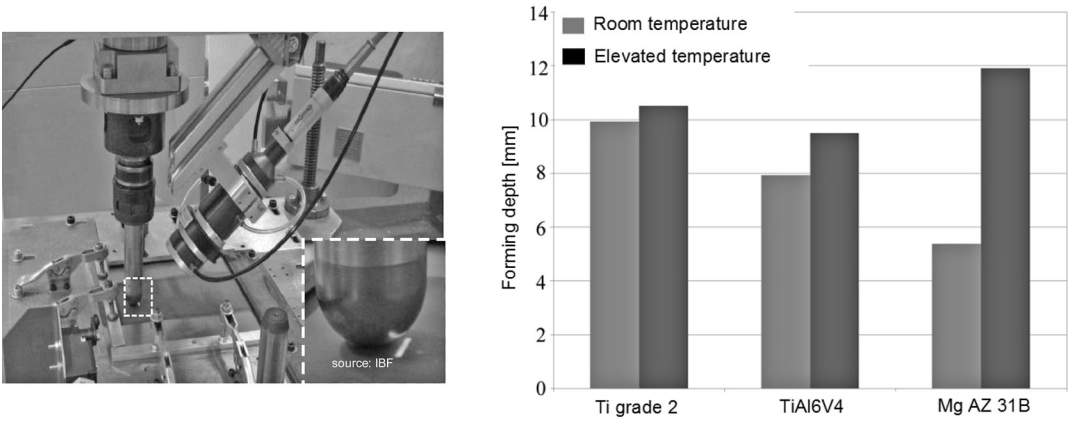 source: IBF
14
12
10
8
6
4
2
0
Forming depth [mm]
Room temperature
Elevated temperature
Ti grade 2
TiAl6V4
Mg AZ 31B